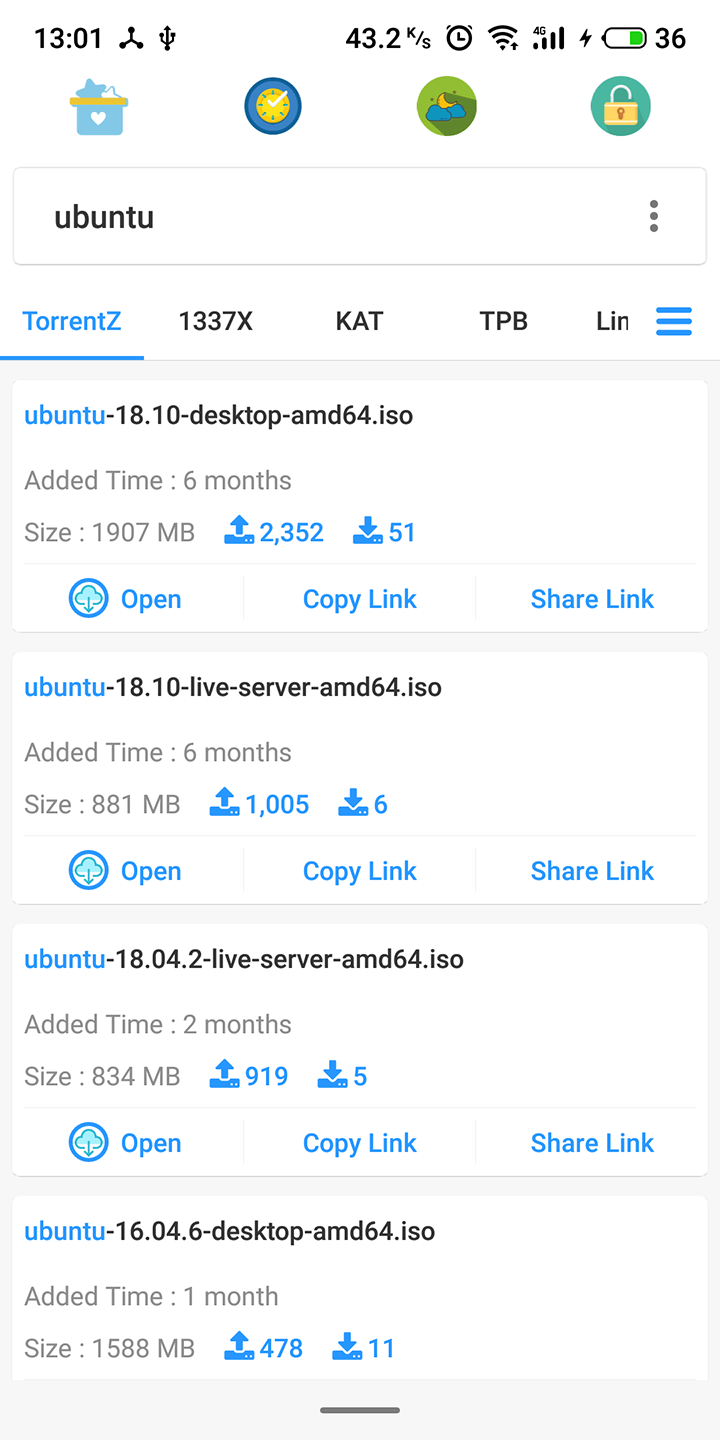 13:01 43.2 K/s 4G 36
ubuntu
TorrentZ 1337X KAT TPB Lin
ubuntu-18.10-desktop-amd64.iso
Added Time : 6 months
Size : 1907 MB 2,352 51
Open Copy Link Share Link
ubuntu-18.10-live-server-amd64.iso
Added Time : 6 months
Size : 881 MB 1,005 6
Open Copy Link Share Link
ubuntu-18.04.2-live-server-amd64.iso
Added Time : 2 months
Size : 834 MB 919 5
Open Copy Link Share Link
ubuntu-16.04.6-desktop-amd64.iso
Added Time : 1 month
Size : 1588 MB 478 11